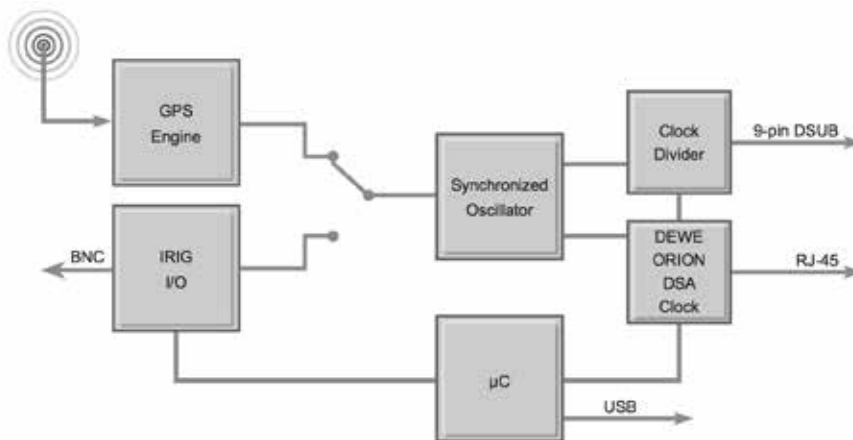 GPS
Engine
Clock
Divider
9-pin DSUB
Synchronized
Oscillator
BNC
IRIG
I/O
DEWE
ORION
DSA
Clock
RJ-45
µC
USB